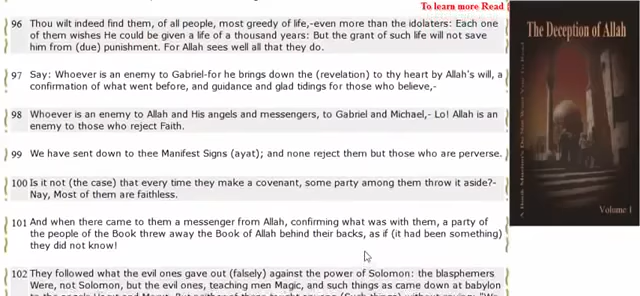 To learn more Read
96 Thou wilt indeed find them, of all people, most greedy of life,-even more than the idolaters: Each one
of them wishes He could be given a life of a thousand years: But the grant of such life will not save
him from (due) punishment. For Allah sees well all that they do.
97 Say: Whoever is an enemy to Gabriel-for he brings down the (revelation) to thy heart by Allah's will, a
confirmation of what went before, and guidance and glad tidings for those who believe,-
98 Whoever is an enemy to Allah and His angels and messengers, to Gabriel and Michael,- Lo! Allah is an
enemy to those who reject Faith.
99 We have sent down to thee Manifest Signs (ayat); and none reject them but those who are perverse.
100 Is it not (the case) that every time they make a covenant, some party among them throw it aside?-
Nay, Most of them are faithless.
101 And when there came to them a messenger from Allah, confirming what was with them, a party of
the people of the Book threw away the Book of Allah behind their backs, as if (it had been something)
they did not know!
102 They followed what the evil ones gave out (falsely) against the power of Solomon: the blasphemers
Were, not Solomon, but the evil ones, teaching men Magic, and such things as came down at babylon
The Deception of Allah
Volume 1